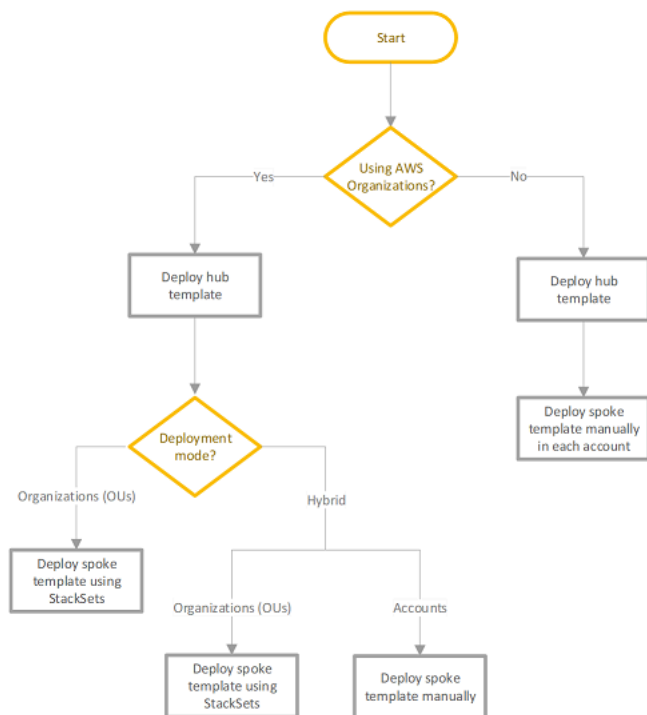 Start
Using AWS
Organizations?
Yes
No
Deploy hub
template
Deploy hub
template
Deploy spoke
template manually
in each account
Deployment
mode?
Organizations (OUs)
Hybrid
Deploy spoke
template using
StackSets
Organizations (OUs)
Accounts
Deploy spoke
template using
StackSets
Deploy spoke
template manually